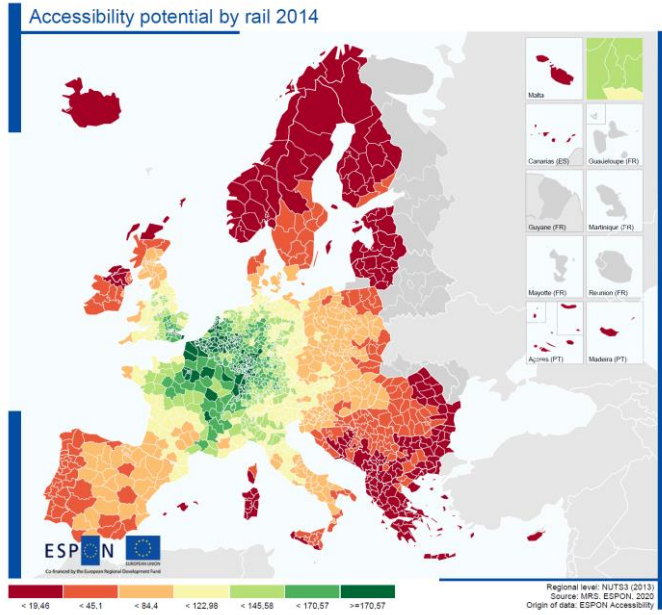 Accessibility potential by rail 2014
Malta
Canarias (ES)
Guadeloupe (FR)
Guyane (FR)
Martinique (FR)
Mayotte (FR)
Reunion (FR)
Açores (PT)
Madeira (PT)
ESPON
EUROPEAN UNION
Co-financed by the European Regional Development Fund
< 19,46
< 45,1
< 84,4
< 122,98
< 145,58
< 170,57
>=170,57
Regional level: NUTS3 (2013)
Source: MRS. ESPON, 2020
Origin of data: ESPON Accessibility